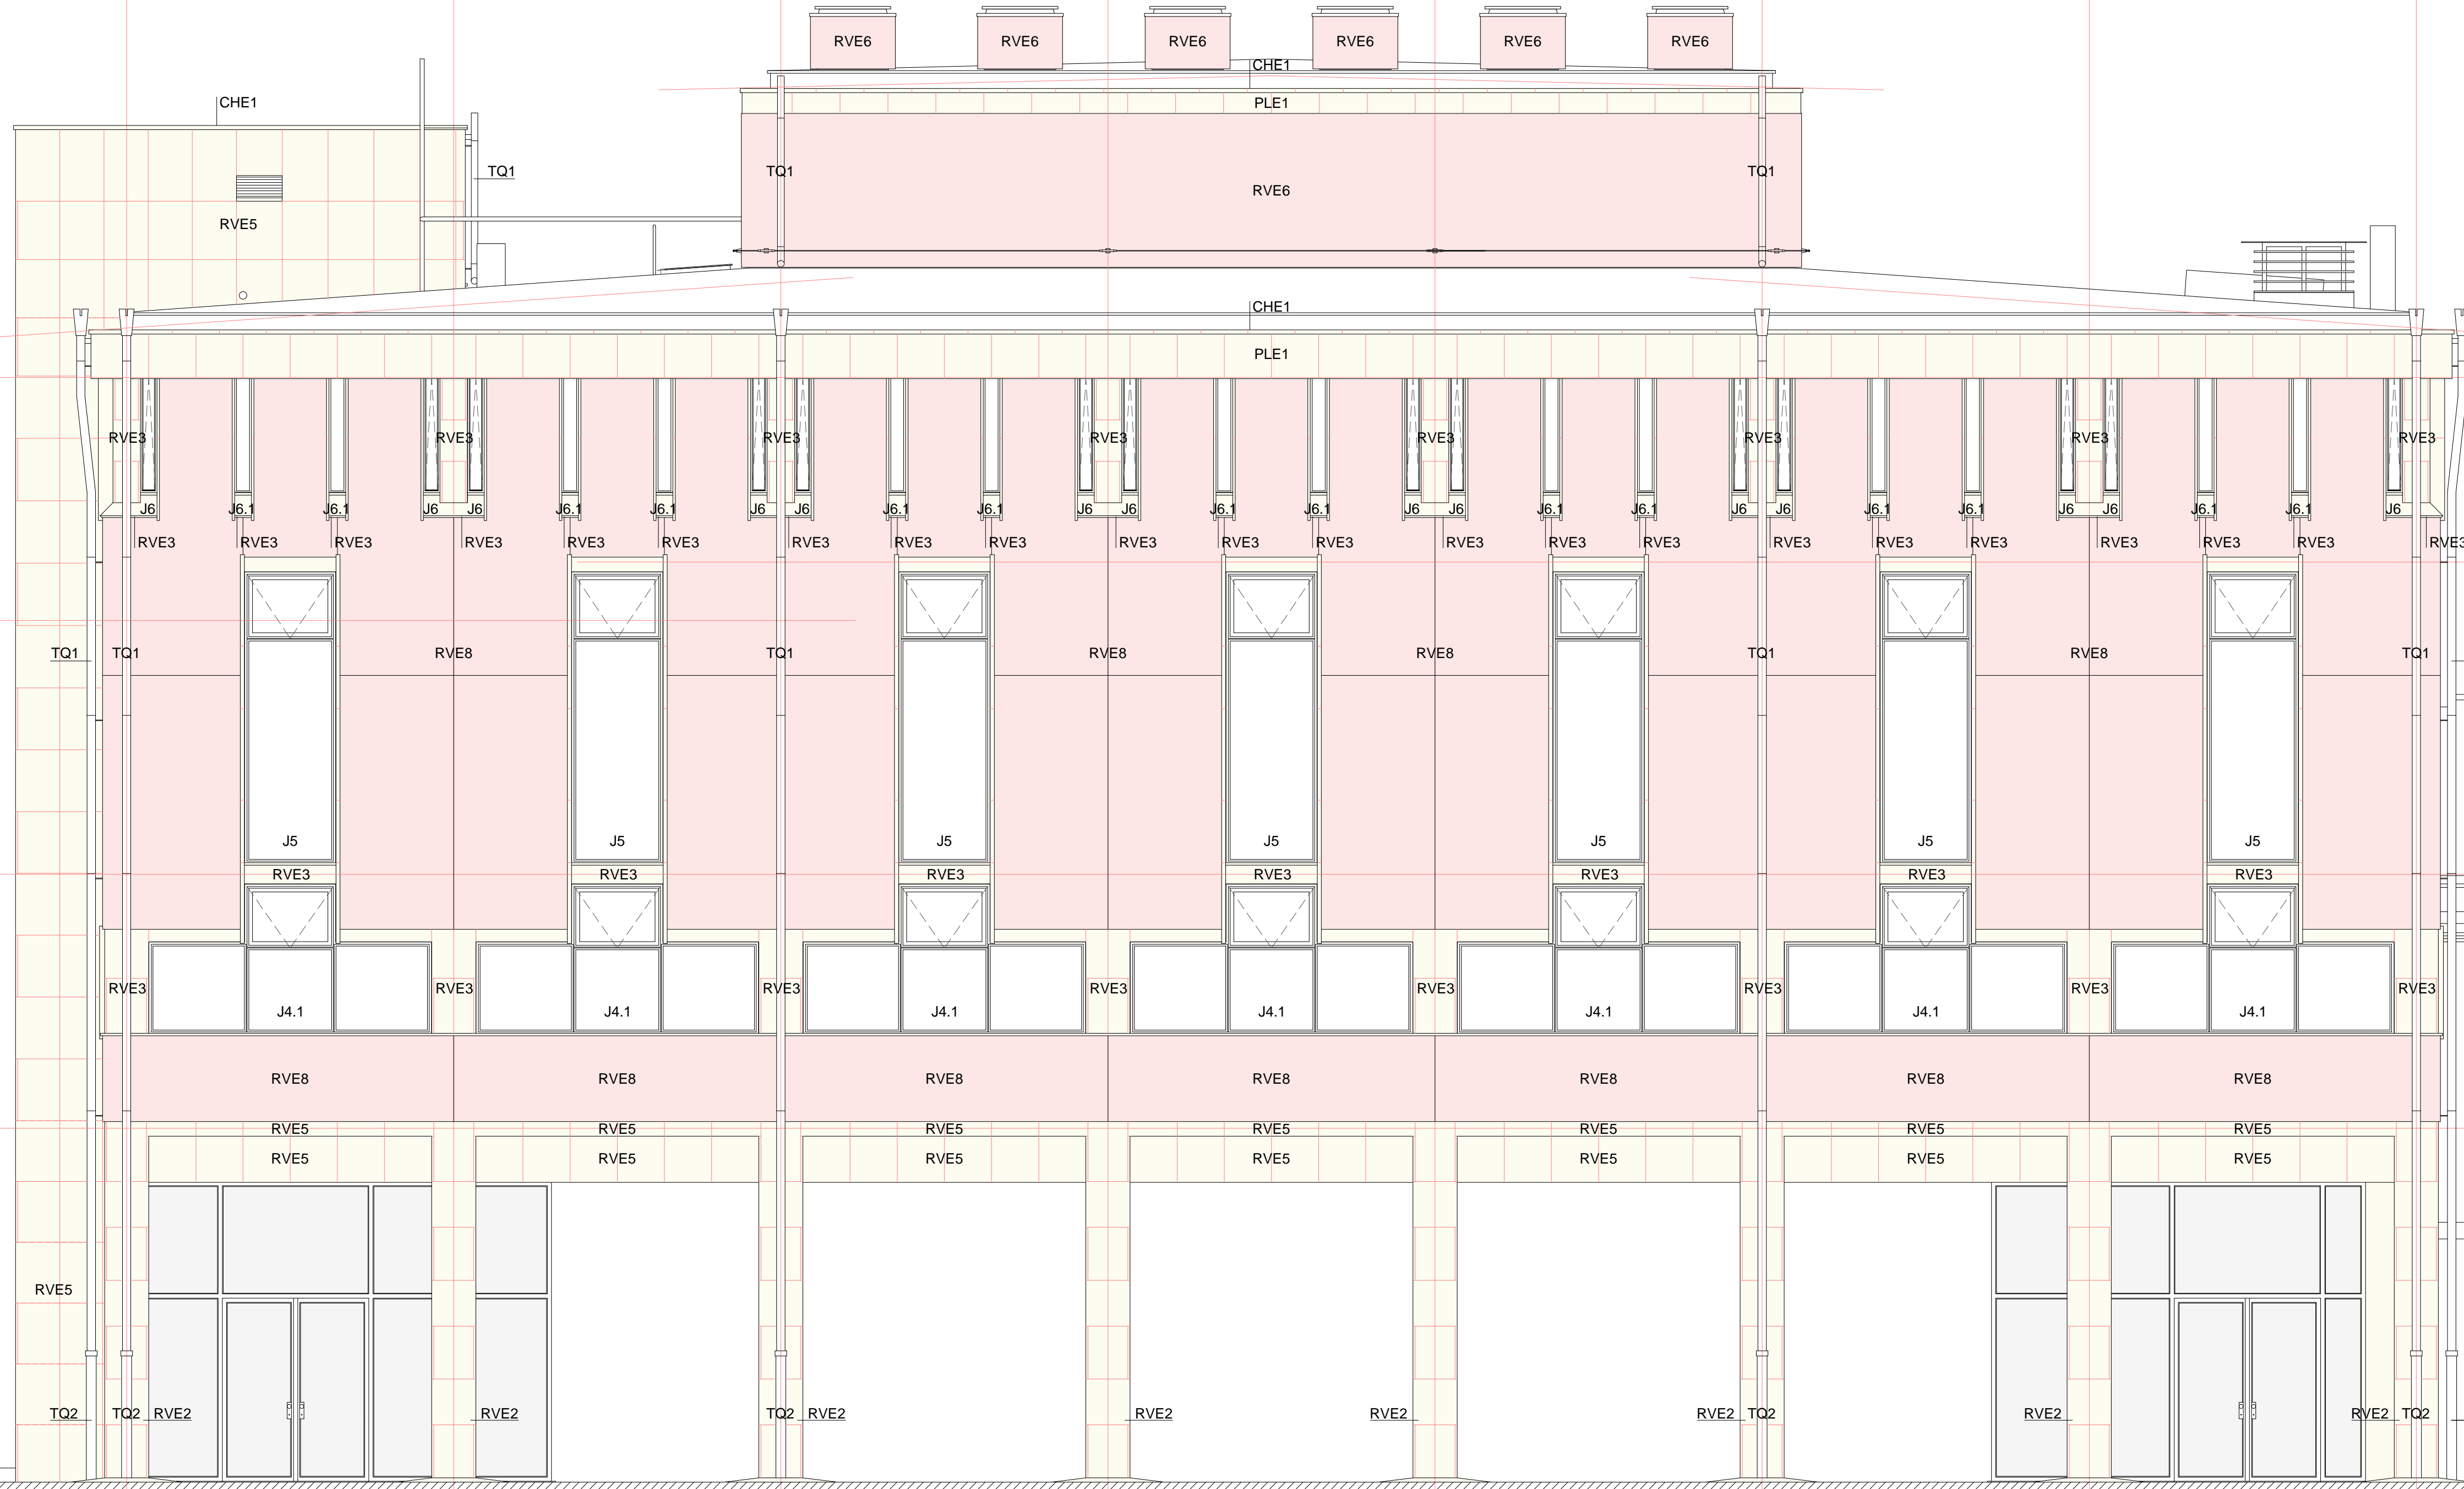 RVE6 RVE6 RVE6 RVE6 RVE6 RVE6
CHE1
CHE1 PLE1
TQ1 TQ1 TQ1
RVE6
RVE5
CHE1
PLE1
RVE3 RVE3 RVE3 RVE3 RVE3 RVE3 RVE3 RVE3
J6 J6.1 J6.1 J6 J6 J6.1 J6.1 J6 J6 J6.1 J6.1 J6 J6 J6.1 J6.1 J6 J6 J6.1 J6.1 J6 J6 J6.1 J6.1 J6 J6 J6.1 J6.1 J6
RVE3 RVE3 RVE3 RVE3 RVE3 RVE3 RVE3 RVE3 RVE3 RVE3 RVE3 RVE3 RVE3 RVE3 RVE3 RVE3 RVE3 RVE3 RVE3 RVE3 RVE3 RVE3
TQ1 TQ1 RVE8 TQ1 RVE8 RVE8 TQ1 RVE8 TQ1
J5 J5 J5 J5 J5 J5 J5
RVE3 RVE3 RVE3 RVE3 RVE3 RVE3 RVE3
RVE3 RVE3 RVE3 RVE3 RVE3 RVE3 RVE3 RVE3
J4.1 J4.1 J4.1 J4.1 J4.1 J4.1 J4.1
RVE8 RVE8 RVE8 RVE8 RVE8 RVE8 RVE8
RVE5 RVE5 RVE5 RVE5 RVE5 RVE5 RVE5
RVE5 RVE5 RVE5 RVE5 RVE5 RVE5 RVE5
RVE5
TQ2 TQ2 RVE2 RVE2 TQ2 RVE2 RVE2 RVE2 RVE2 TQ2 RVE2 RVE2 TQ2